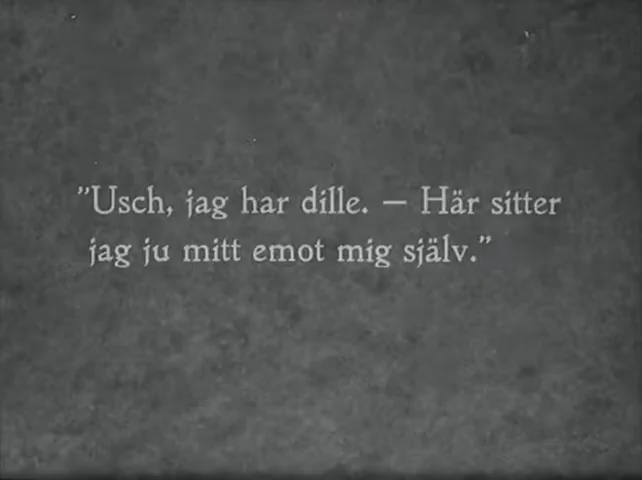 ”Usch, jag har dille. — Här sitter
jag ju mitt emot mig själv.”